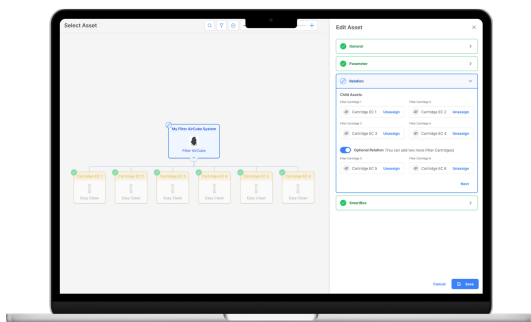 Select Asset
Edit Asset
General
Parameter
Relation
Child Assets
Filter Cartridge 1
Filter Cartridge 2
Cartridge EC 1 Unassign
Cartridge EC 2 Unassign
Filter Cartridge 3
Filter Cartridge 4
Cartridge EC 3 Unassign
Cartridge EC 4 Unassign
Optional Relation (You can add two more Filter Cartridges)
Filter Cartridge 5
Filter Cartridge 6
Cartridge EC 5 Unassign
Cartridge EC 6 Unassign
Next
SmartBox
Cancel
Save
My Filter AirCube System
Filter AirCube
Cartridge EC 1
Cartridge EC 2
Cartridge EC 3
Cartridge EC 4
Cartridge EC 5
Cartridge EC 6
Easy Clean
Easy Clean
Easy Clean
Easy Clean
Easy Clean
Easy Clean